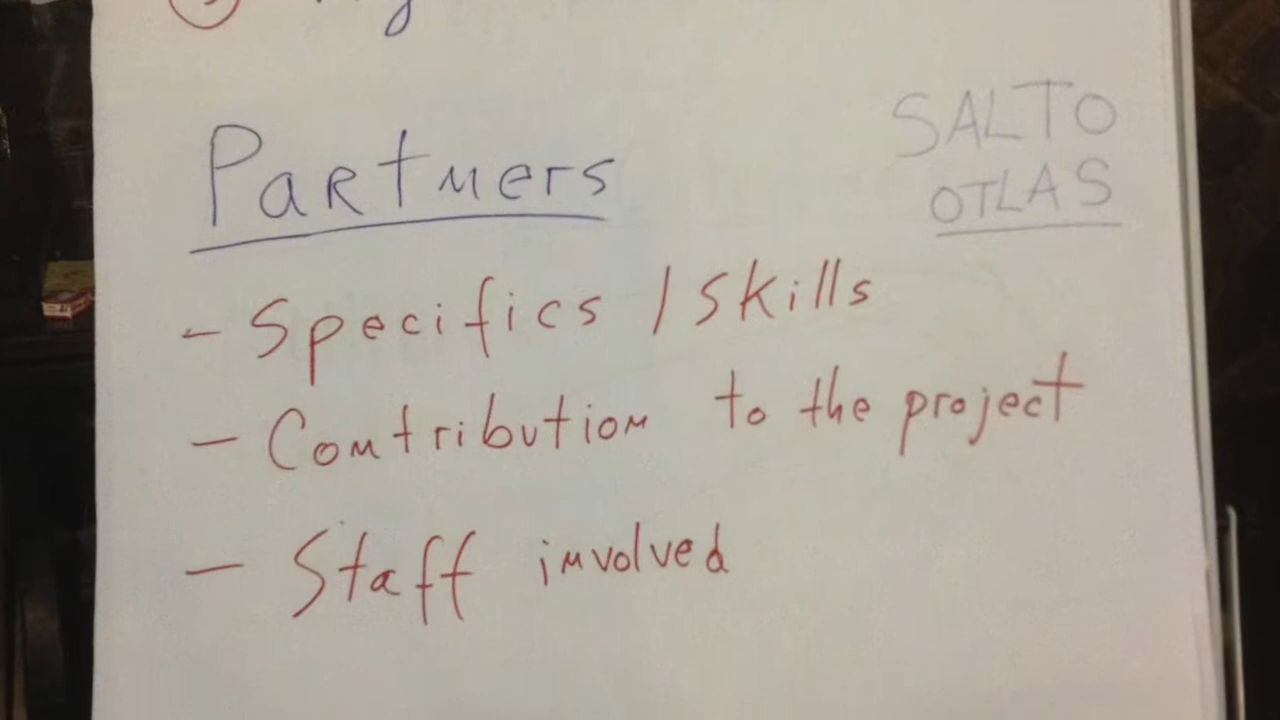 Partners
SALTO
OTLAS
- Specifics / Skills
- Contribution to the project
- Staff involved